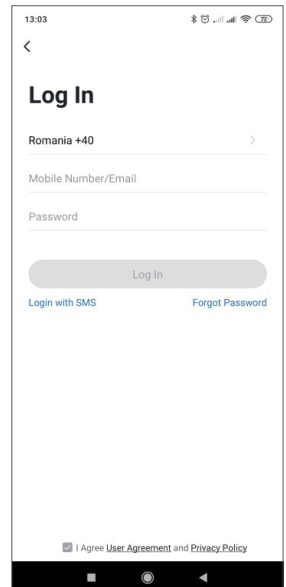 13:03
72
Log In
Romania +40
Mobile Number/Email
Password
Log In
Login with SMS Forgot Password
I Agree User Agreement and Privacy Policy